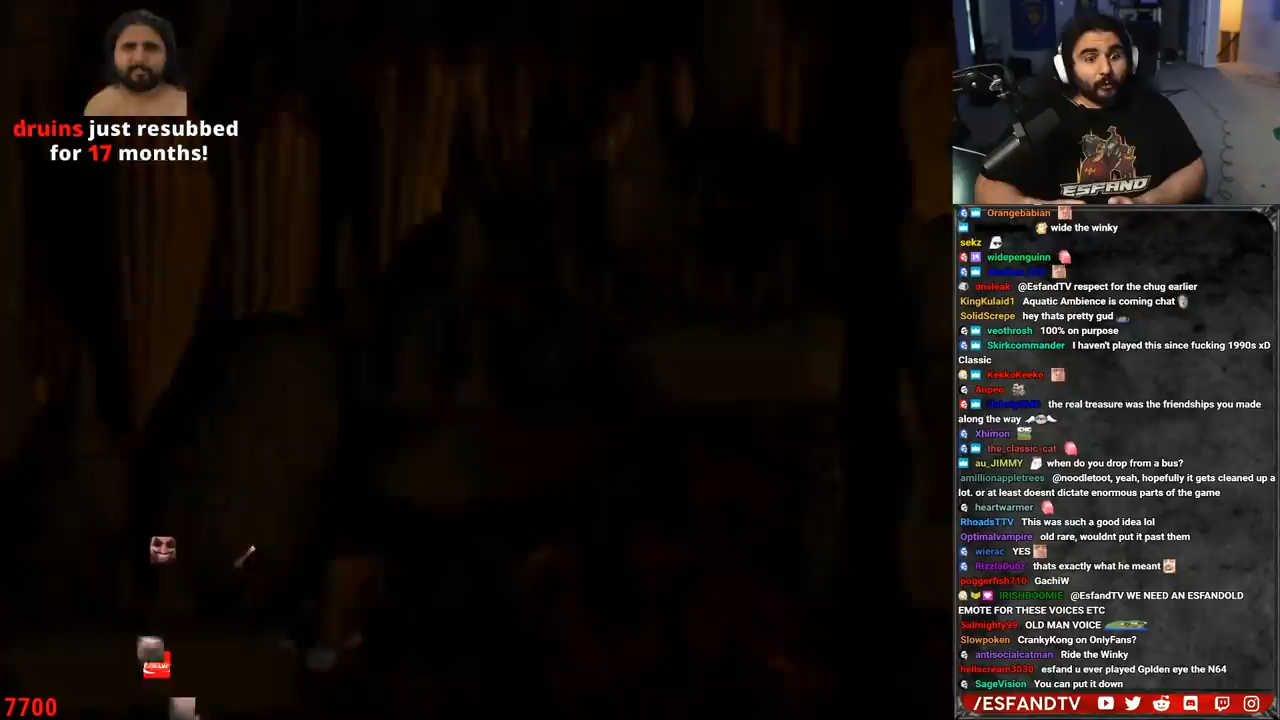 druins just resubbed
for 17 months!
ESFAND
Orangebabian
wide the winky
sekz
widepenguinn
drisleak @EsfandTV respect for the chug earlier
KingKulaid1 Aquatic Ambience is coming chat
SolidScrepe hey thats pretty gud
veothrosh 100% on purpose
Skirkcommander I haven't played this since fucking 1990s xD
Classic
KekkoKeeko
Anpeo
the real treasure was the friendships you made
along the way
Xhimon
the_classic_cat
au_JIMMY when do you drop from a bus?
amillionappletrees @noodletoot, yeah, hopefully it gets cleaned up a
lot. or at least doesnt dictate enormous parts of the game
heartwarmer
RhoadsTTV This was such a good idea lol
Optimalvampire old rare, wouldnt put it past them
wierac YES
RizzlaDubz thats exactly what he meant
poggerfish710 GachiW
IRISHBOOMIE @EsfandTV WE NEED AN ESFANDOLD
EMOTE FOR THESE VOICES ETC
Salmighty99 OLD MAN VOICE
Slowpoken CrankyKong on OnlyFans?
antisocialcatman Ride the Winky
hellscream3030 esfand u ever played Gplden eye the N64
SageVision You can put it down
7700
/ESFANDTV